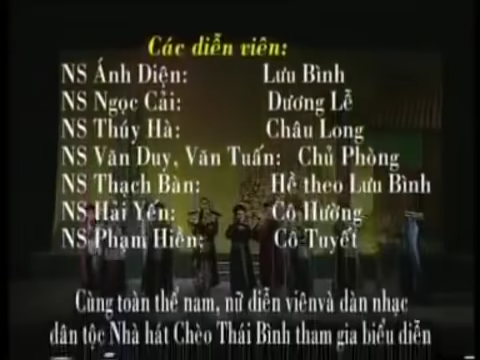 Các diễn viên:
NS Ánh Diện: Lưu Bình
NS Ngọc Cải: Dương Lễ
NS Thúy Hà: Châu Long
NS Văn Duy, Văn Tuấn: Chủ Phòng
NS Thạch Bàn: Hề theo Lưu Bình
NS Hải Yến: Cô Hường
NS Phạm Hiền: Cô Tuyết
Cùng toàn thể nam, nữ diễn viênvà dàn nhạc
dân tộc Nhà hát Chèo Thái Bình tham gia biểu diễn